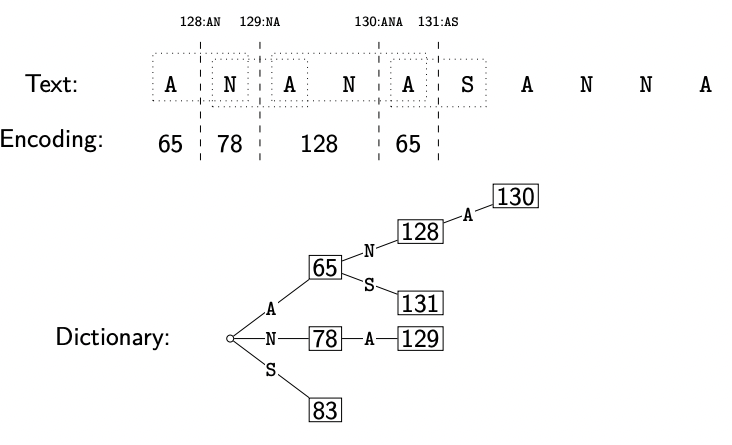 128:AN 129:NA 130:ANA 131:AS
Text: A N A N A S A N N A
Encoding: 65 78 128 65
130
A
128
N
65
S
A
131
Dictionary: N 78 A 129
S
83